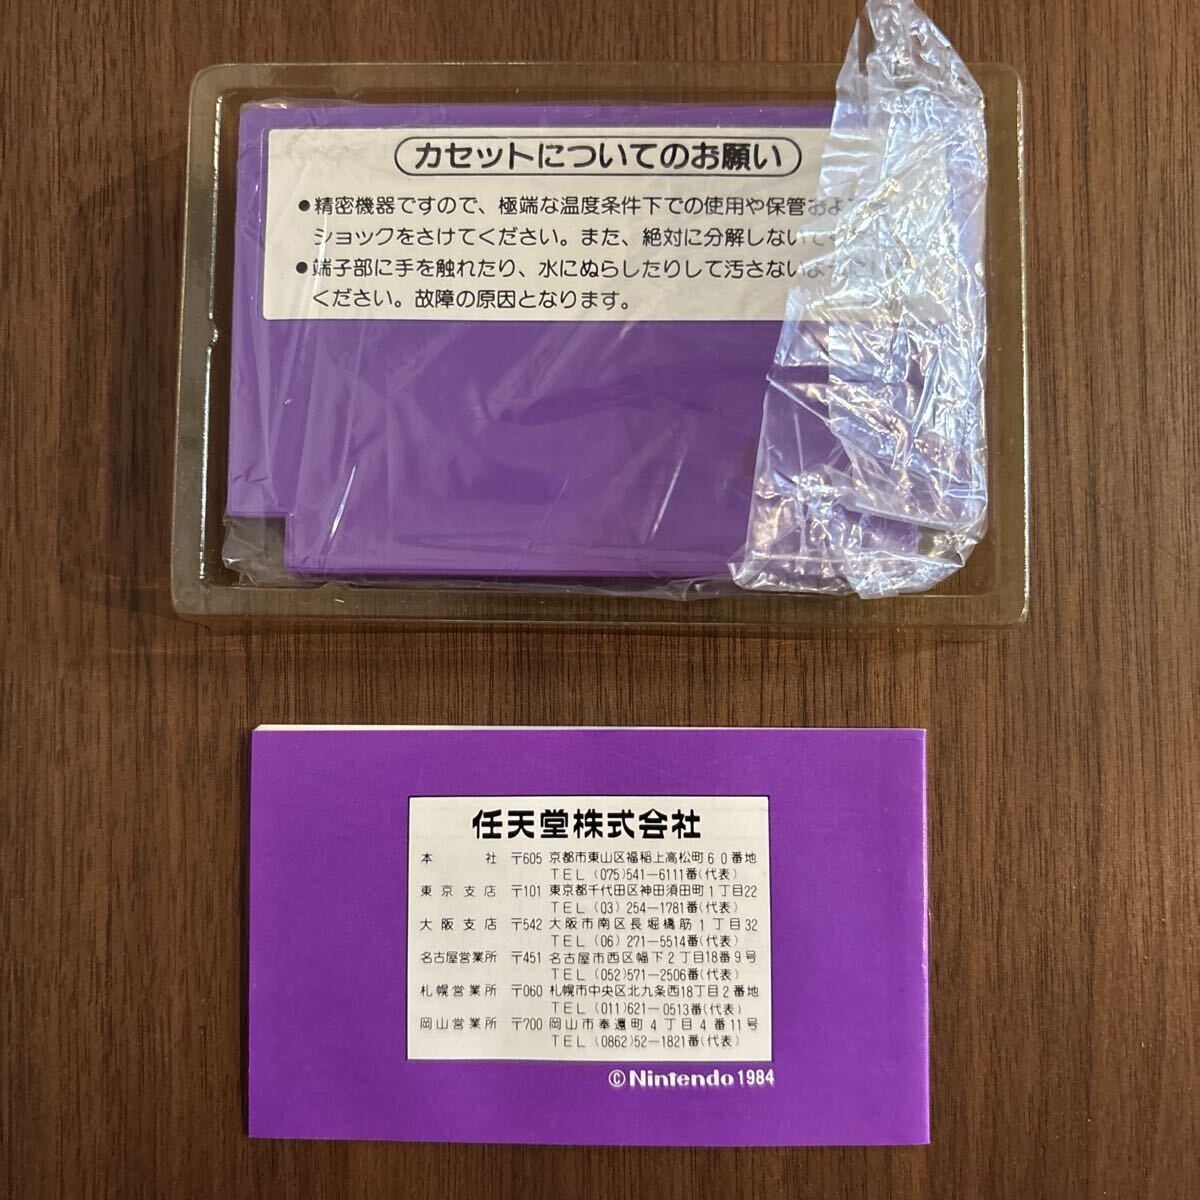 カセットについてのお願い
●精密機器ですので、極端な温度条件下での使用や保管および
ショックをさけてください。また、絶対に分解しないで
●端子部に手を触れたり、水にぬらしたりして汚さないように
ください。故障の原因となります。
任天堂株式会社
本社 〒605 京都市東山区福稲上高松町60番地
TEL (075)541-6111番(代表)
東京支店 〒101 東京都千代田区神田須田町1丁目22
TEL (03) 254-1781番(代表)
大阪支店 〒542 大阪市南区長堀橋筋1丁目32
TEL (06) 271-5514番(代表)
名古屋営業所 〒451 名古屋市西区幅下2丁目18番9号
TEL (052)571-2506番(代表)
札幌営業所 〒060 札幌市中央区北九条西18丁目2番地
TEL (011)621-0513番(代表)
岡山営業所 〒700 岡山市奉還町4丁目4番11号
TEL (0862)52-1821番(代表)
©Nintendo 1984